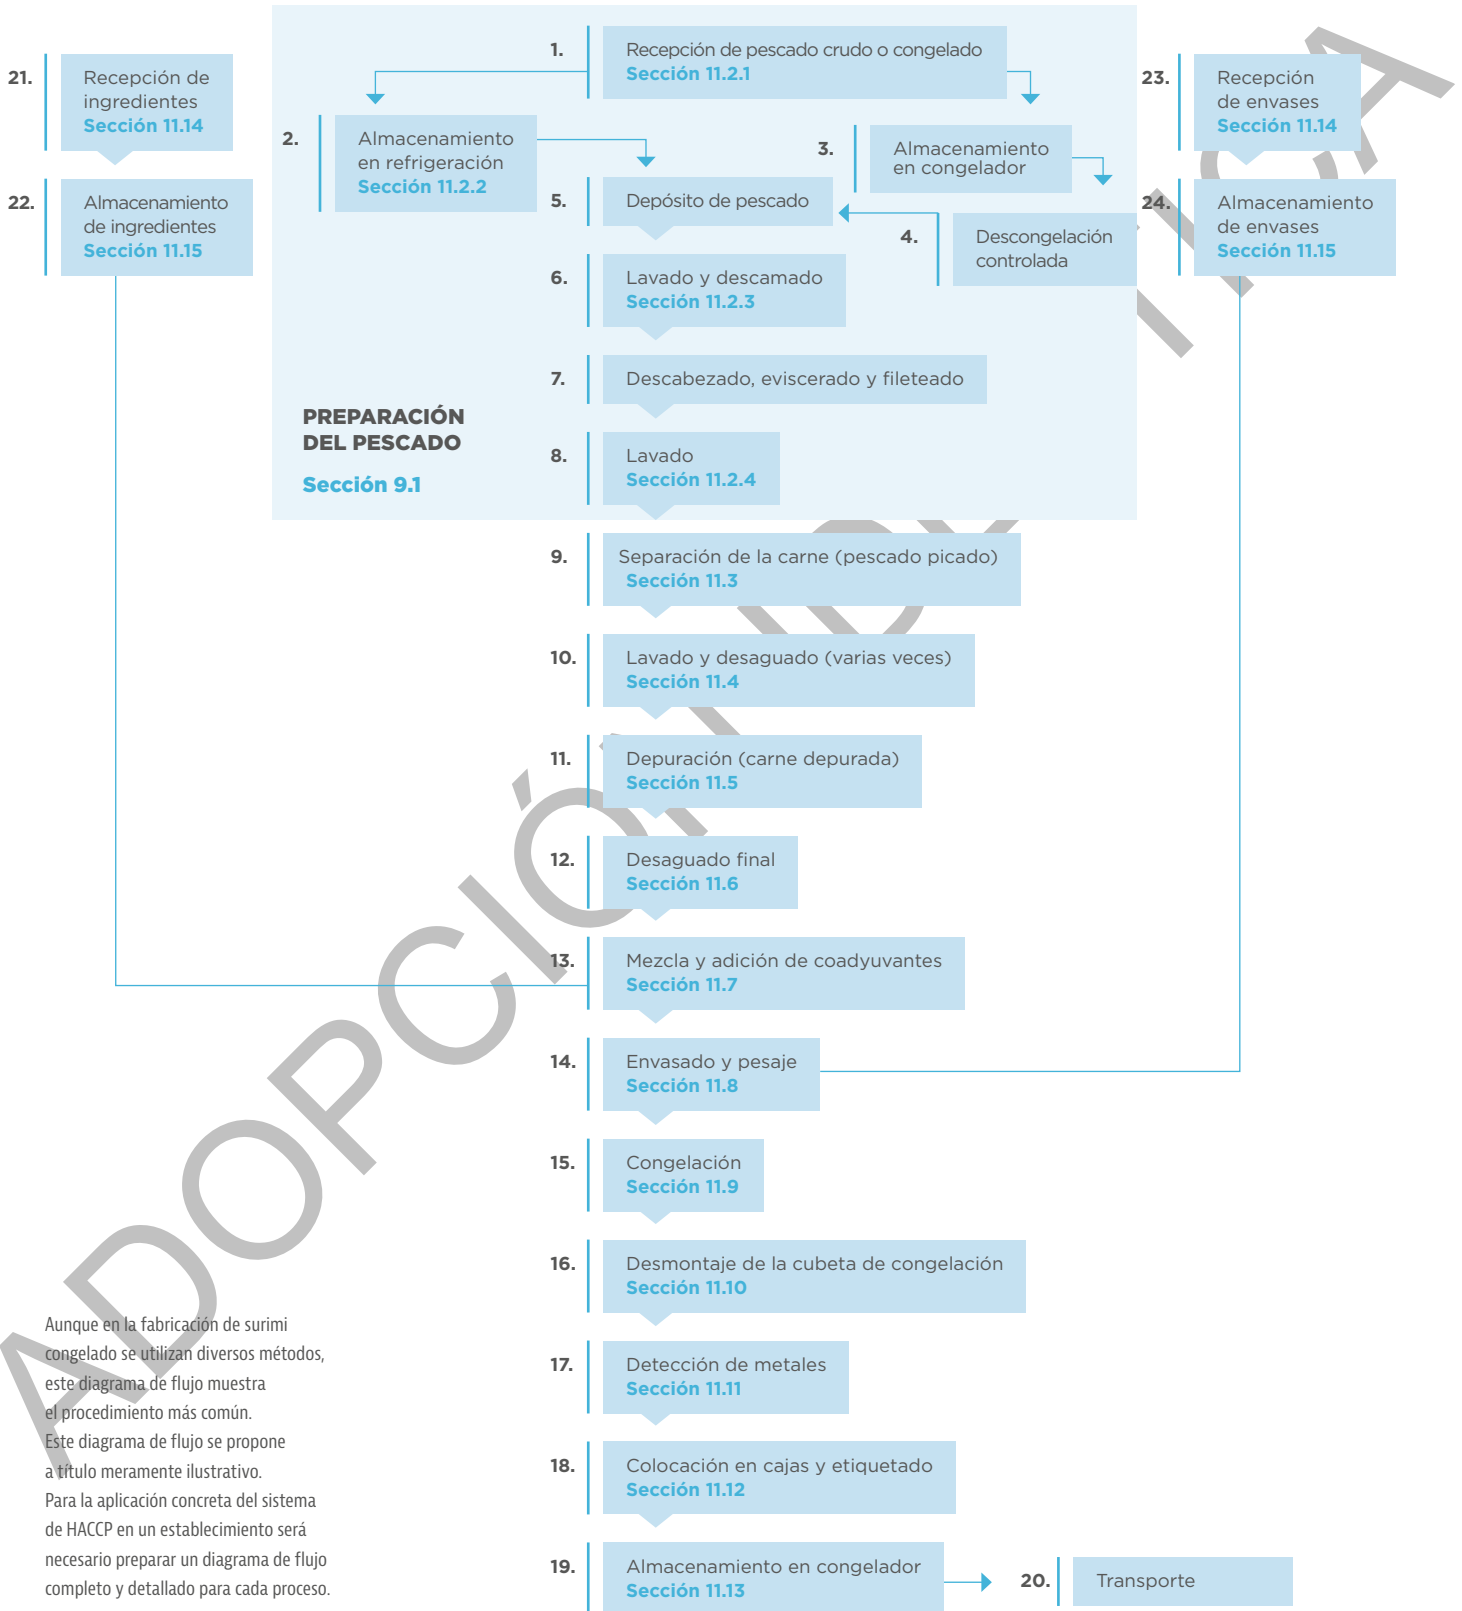 1.
Recepción de pescado crudo o congelado
Sección 11.2.1
21.
Recepción de
ingredientes
Sección 11.14
23.
Recepción
de envases
Sección 11.14
2.
Almacenamiento
en refrigeración
Sección 11.2.2
3.
Almacenamiento
en congelador
22.
Almacenamiento
de ingredientes
Sección 11.15
5.
Depósito de pescado
4.
Descongelación
controlada
24.
Almacenamiento
de envases
Sección 11.15
6.
Lavado y descamado
Sección 11.2.3
7.
Descabezado, eviscerado y fileteado
PREPARACIÓN
DEL PESCADO
Sección 9.1
8.
Lavado
Sección 11.2.4
9.
Separación de la carne (pescado picado)
Sección 11.3
10.
Lavado y desaguado (varias veces)
Sección 11.4
11.
Depuración (carne depurada)
Sección 11.5
12.
Desaguado final
Sección 11.6
13.
Mezcla y adición de coadyuvantes
Sección 11.7
14.
Envasado y pesaje
Sección 11.8
15.
Congelación
Sección 11.9
16.
Desmontaje de la cubeta de congelación
Sección 11.10
17.
Detección de metales
Sección 11.11
18.
Colocación en cajas y etiquetado
Sección 11.12
19.
Almacenamiento en congelador
Sección 11.13
20.
Transporte
Aunque en la fabricación de surimi
congelado se utilizan diversos métodos,
este diagrama de flujo muestra
el procedimiento más común.
Este diagrama de flujo se propone
a título meramente ilustrativo.
Para la aplicación concreta del sistema
de HACCP en un establecimiento será
necesario preparar un diagrama de flujo
completo y detallado para cada proceso.
ADOPCIÓN